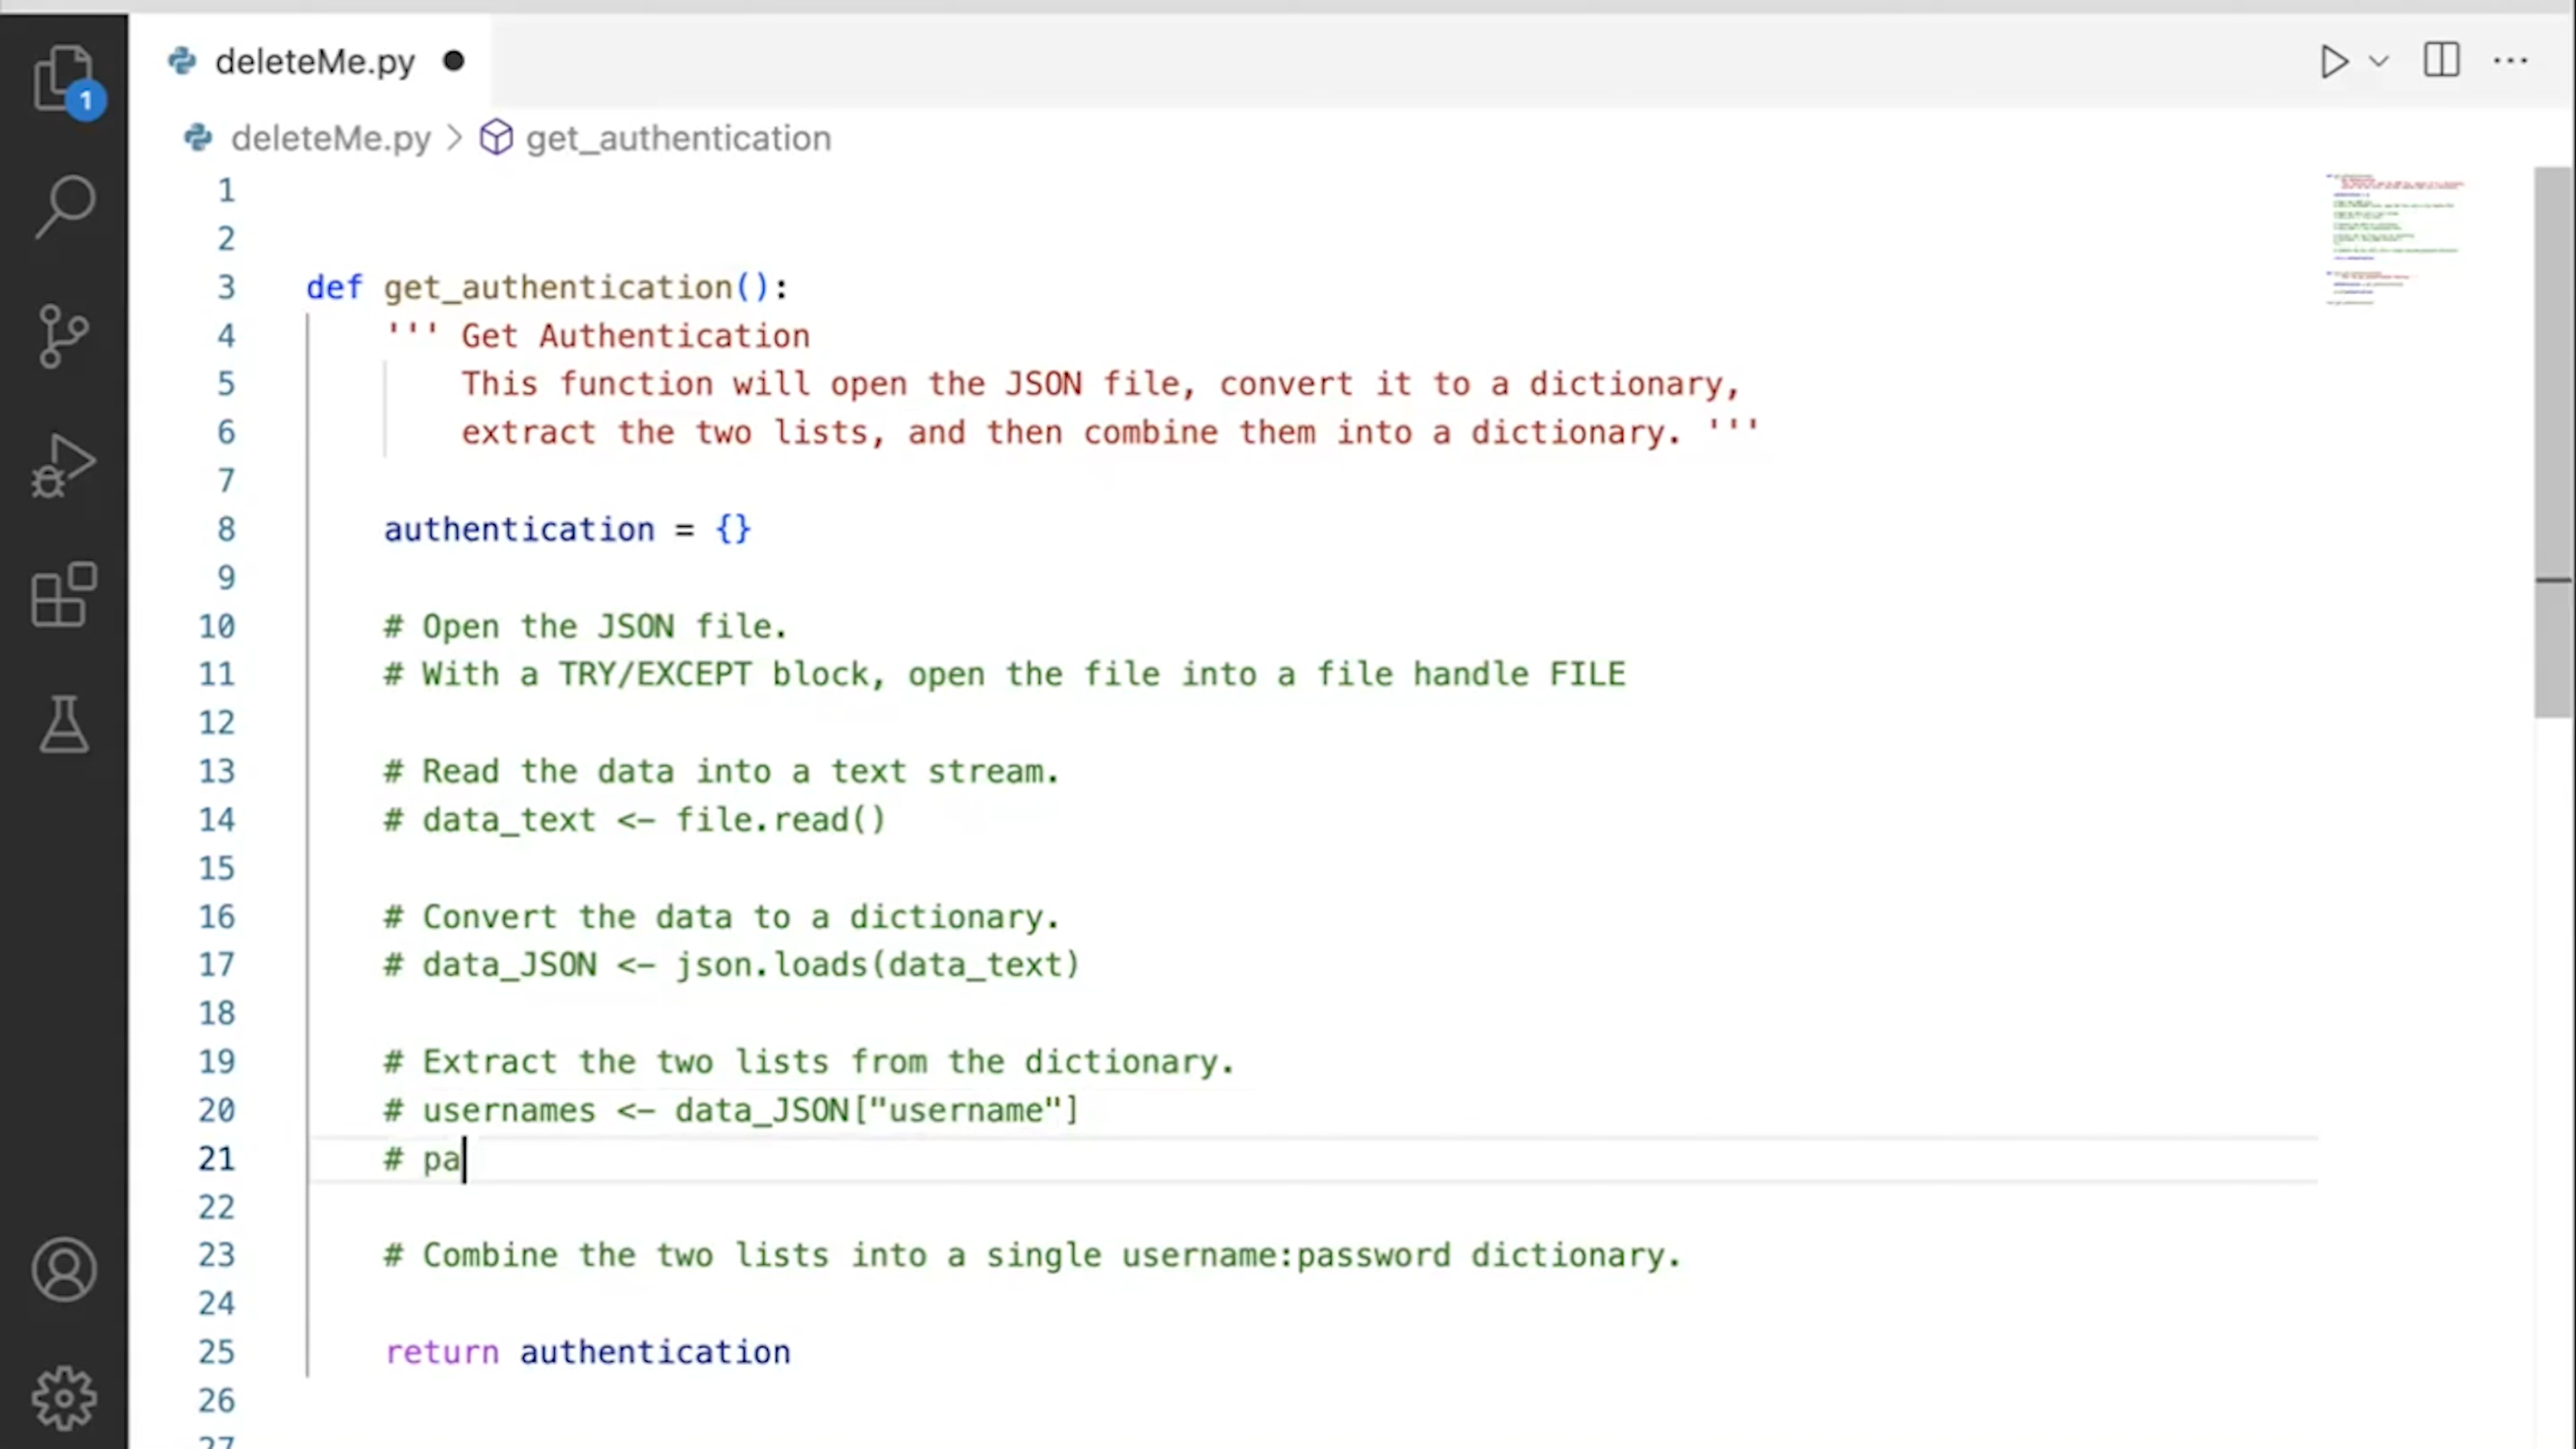 deleteMe.py
deleteMe.py > get_authentication
1
1
2
3 def get_authentication():
4 ''' Get Authentication
5 This function will open the JSON file, convert it to a dictionary,
6 extract the two lists, and then combine them into a dictionary. '''
7
8 authentication = {}
9
10 # Open the JSON file.
11 # With a TRY/EXCEPT block, open the file into a file handle FILE
12
13 # Read the data into a text stream.
14 # data_text <- file.read()
15
16 # Convert the data to a dictionary.
17 # data_JSON <- json.loads(data_text)
18
19 # Extract the two lists from the dictionary.
20 # usernames <- data_JSON["username"]
21 # pa
22
23 # Combine the two lists into a single username:password dictionary.
24
25 return authentication
26
27